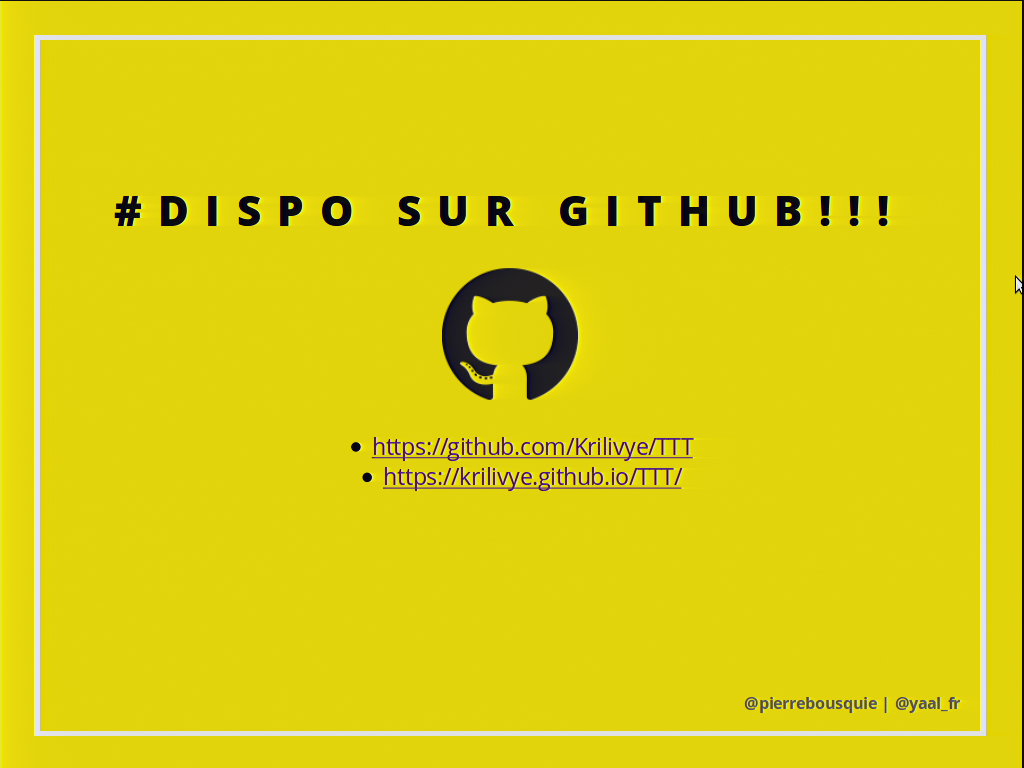 #DISPO SUR GITHUB!!!
https://github.com/Krilivye/TTT
https://krilivye.github.io/TTT/
@pierrebousquie | @yaal_fr